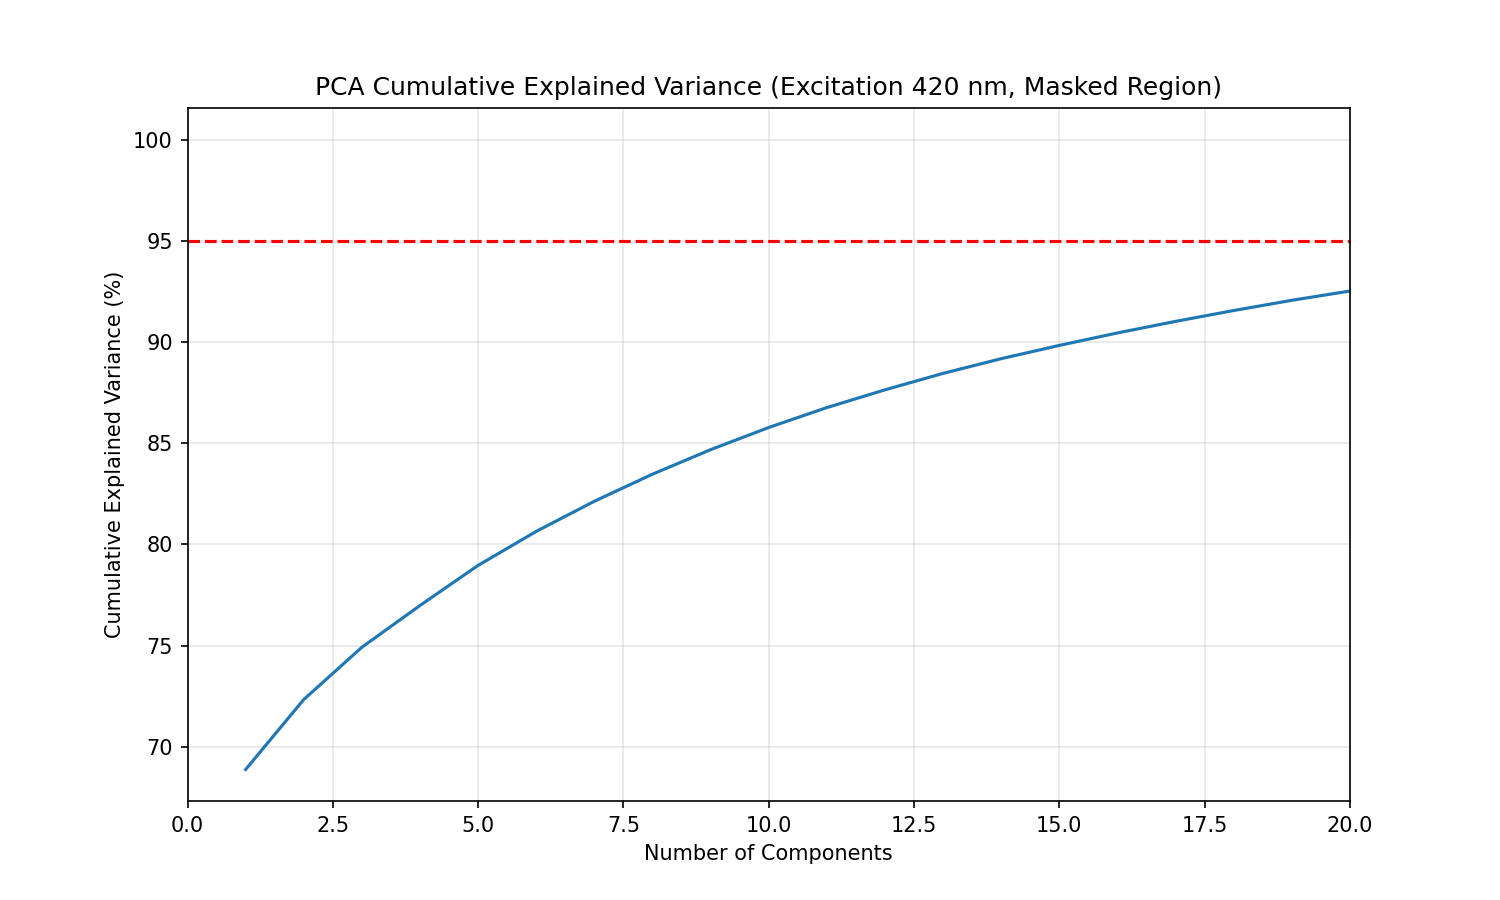 PCA Cumulative Explained Variance (Excitation 420 nm, Masked Region)
100
95
90
85
80
75
70
Cumulative Explained Variance (%)
0.0 2.5 5.0 7.5 10.0 12.5 15.0 17.5 20.0
Number of Components